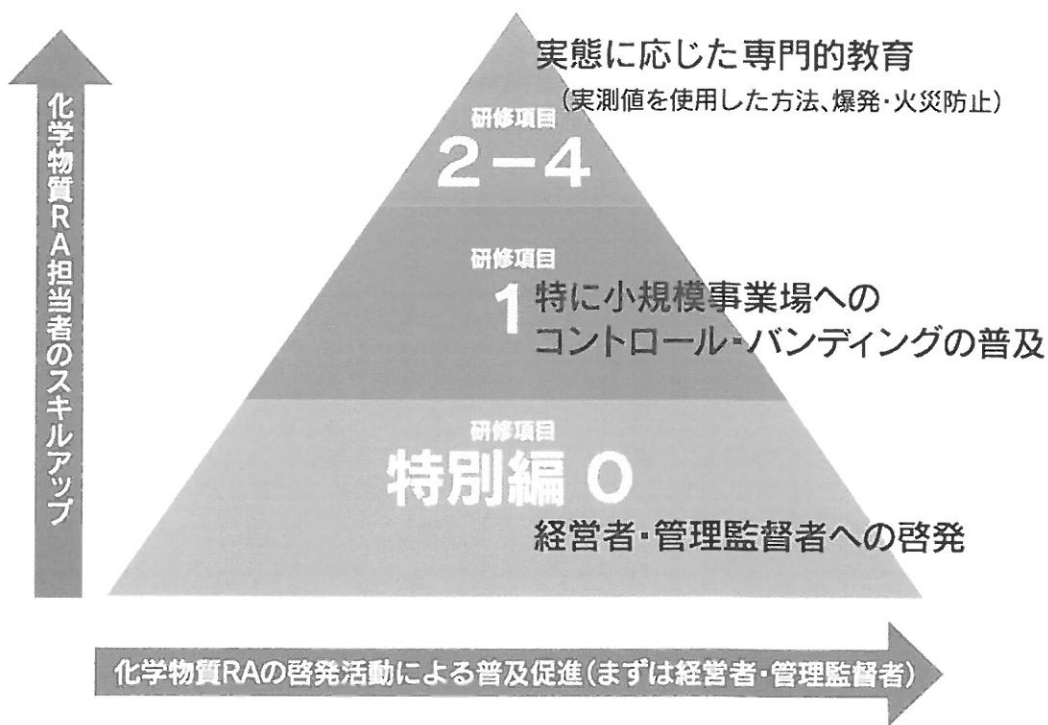 実態に応じた専門的教育
(実測値を使用した方法、爆発・火災防止)
研修項目
2－4
研修項目
1
特に小規模事業場への
コントロール・バンディングの普及
研修項目
特別編 0
経営者・管理監督者への啓発
化学物質RA担当者のスキルアップ
化学物質RAの啓発活動による普及促進(まずは経営者・管理監督者)